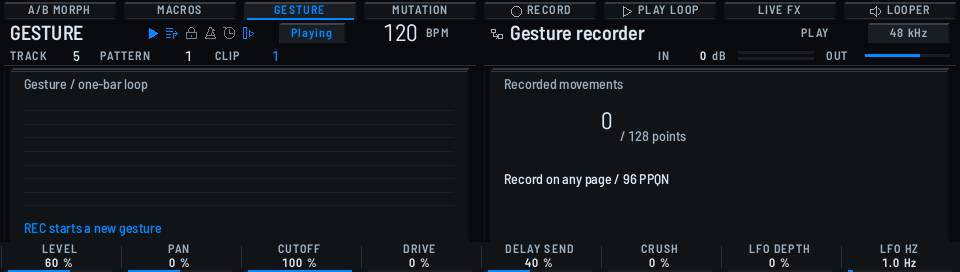 A/B MORPH MACROS GESTURE MUTATION RECORD PLAY LOOP LIVE FX LOOPER
GESTURE Playing 120 BPM Gesture recorder PLAY 48 kHz
TRACK 5 PATTERN 1 CLIP 1 IN 0 dB OUT
Gesture / one-bar loop
Recorded movements
0 / 128 points
Record on any page / 96 PPQN
REC starts a new gesture
LEVEL PAN CUTOFF DRIVE DELAY SEND CRUSH LFO DEPTH LFO HZ
60 % 0 % 100 % 0 % 40 % 0 % 0 % 1.0 Hz